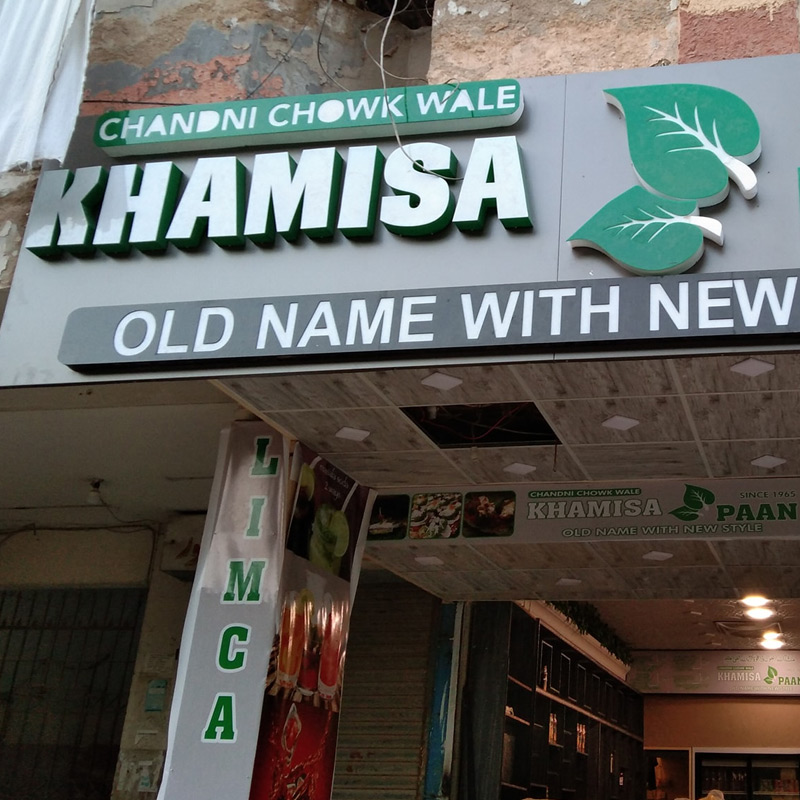 CHANDNI CHOWK WALE
KHAMISA
OLD NAME WITH NEW
LIMCA
CHANDNI CHOWK WALE
KHAMISA PAAN
SINCE 1965
OLD NAME WITH NEW STYLE
KHAMISA PAAN